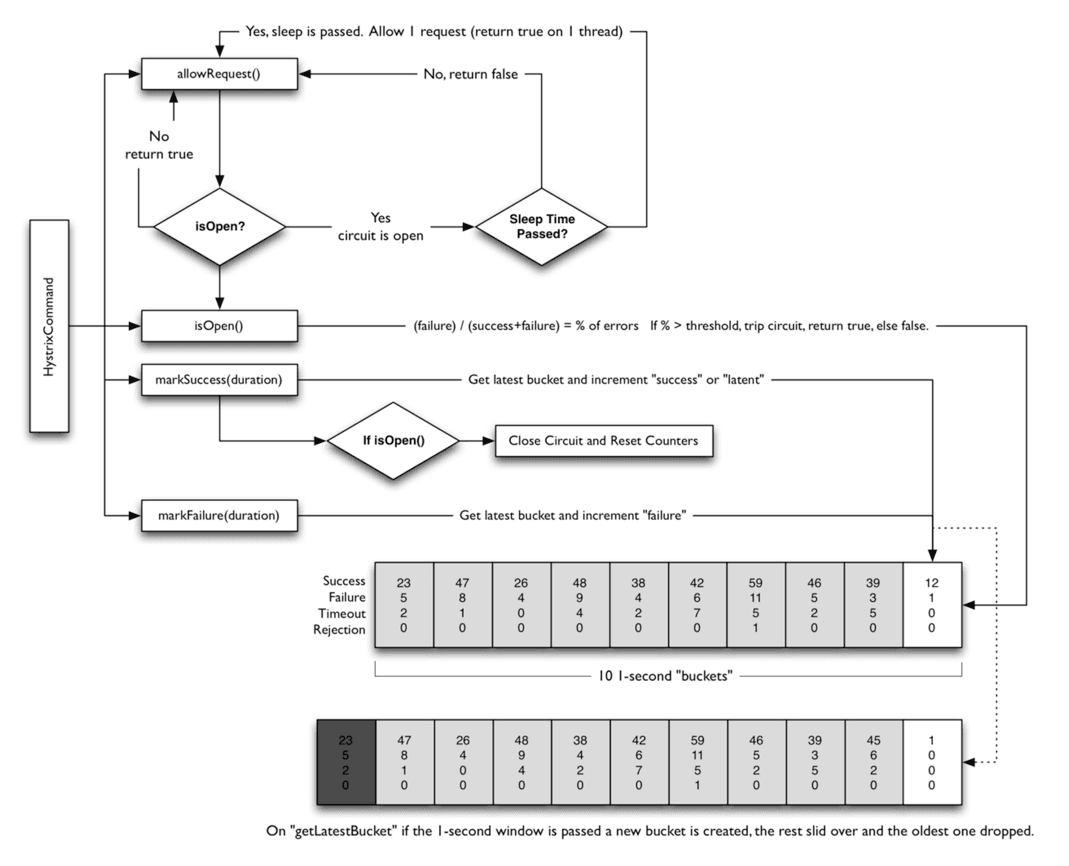 Yes, sleep is passed. Allow 1 request (return true on 1 thread)
allowRequest()
No, return false
No
return true
isOpen?
Yes
circuit is open
Sleep Time
Passed?
HystrixCommand
isOpen()
(failure) / (success+failure) = % of errors If % > threshold, trip circuit, return true, else false.
markSuccess(duration)
Get latest bucket and increment "success" or "latent"
If isOpen()
Close Circuit and Reset Counters
markFailure(duration)
Get latest bucket and increment "failure"
Success 23 47 26 48 38 42 59 46 39 12
Failure 5 8 4 9 4 6 11 5 3 1
Timeout 2 1 0 4 2 7 5 2 5 0
Rejection 0 0 0 0 0 0 1 0 0 0
10 1-second "buckets"
23 47 26 48 38 42 59 46 39 45 1
5 8 4 9 4 6 11 5 3 6 0
2 1 0 4 2 7 5 2 5 2 0
0 0 0 0 0 0 1 0 0 0 0
On "getLatestBucket" if the 1-second window is passed a new bucket is created, the rest slid over and the oldest one dropped.